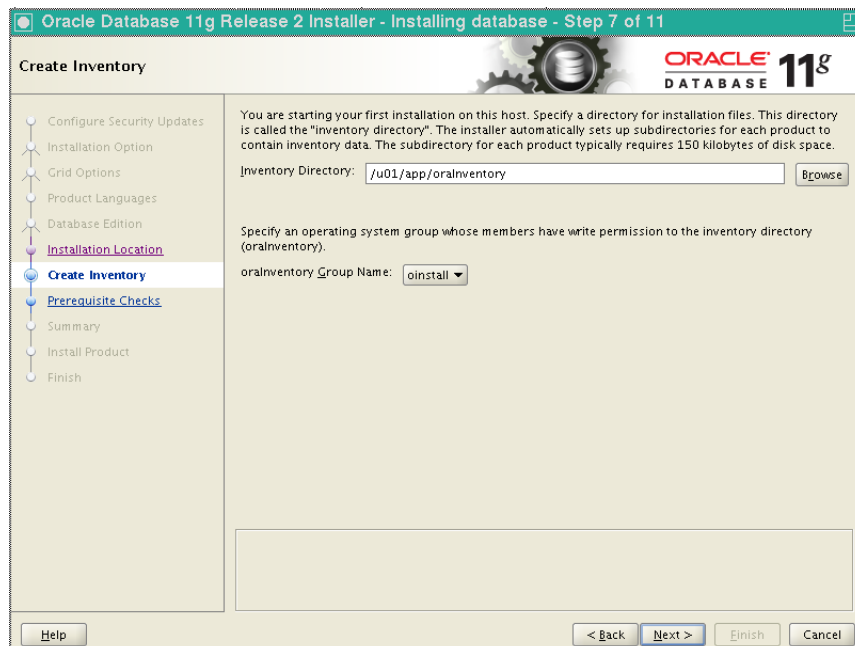 Oracle Database 11g Release 2 Installer - Installing database - Step 7 of 11
Create Inventory
ORACLE
DATABASE
11g
Configure Security Updates
Installation Option
Grid Options
Product Languages
Database Edition
Installation Location
Create Inventory
Prerequisite Checks
Summary
Install Product
Finish
You are starting your first installation on this host. Specify a directory for installation files. This directory
is called the "inventory directory". The installer automatically sets up subdirectories for each product to
contain inventory data. The subdirectory for each product typically requires 150 kilobytes of disk space.
Inventory Directory: /u01/app/oraInventory Browse
Specify an operating system group whose members have write permission to the inventory directory
(oraInventory).
oraInventory Group Name: oinstall
Help < Back Next > Finish Cancel